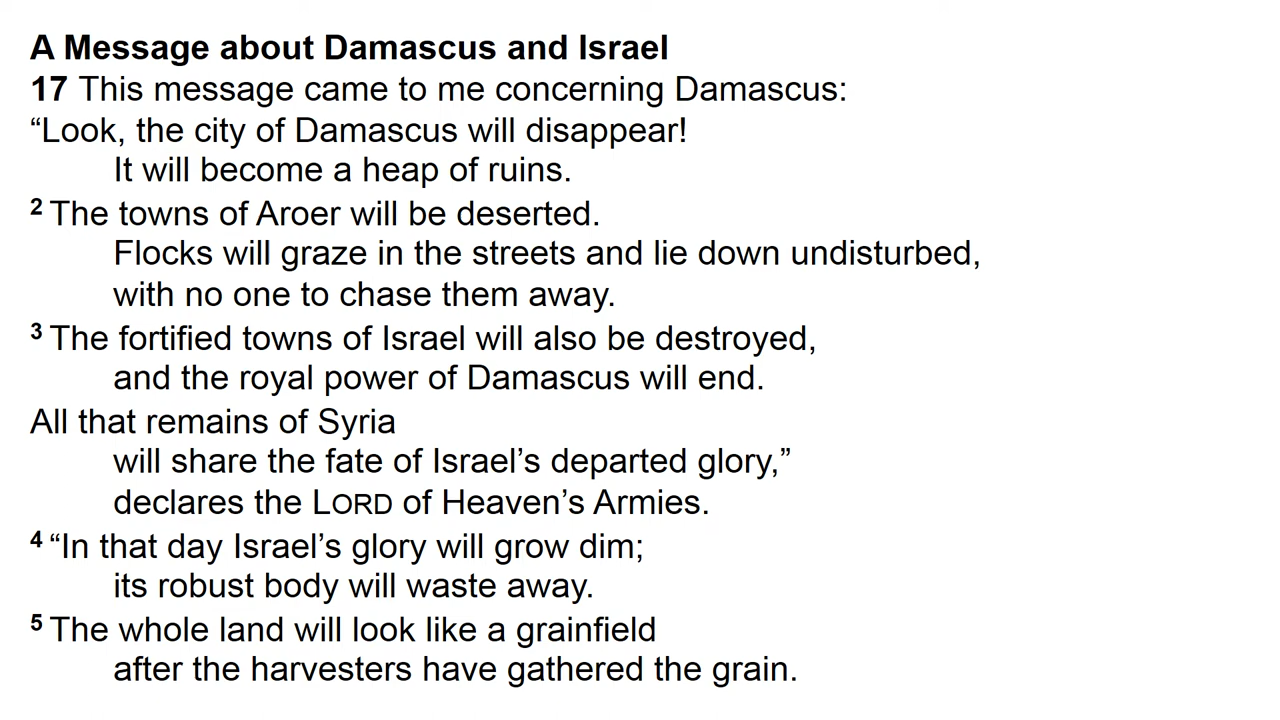 A Message about Damascus and Israel
17 This message came to me concerning Damascus:
“Look, the city of Damascus will disappear!
It will become a heap of ruins.
2 The towns of Aroer will be deserted.
Flocks will graze in the streets and lie down undisturbed,
with no one to chase them away.
3 The fortified towns of Israel will also be destroyed,
and the royal power of Damascus will end.
All that remains of Syria
will share the fate of Israel’s departed glory,”
declares the LORD of Heaven’s Armies.
4 “In that day Israel’s glory will grow dim;
its robust body will waste away.
5 The whole land will look like a grainfield
after the harvesters have gathered the grain.